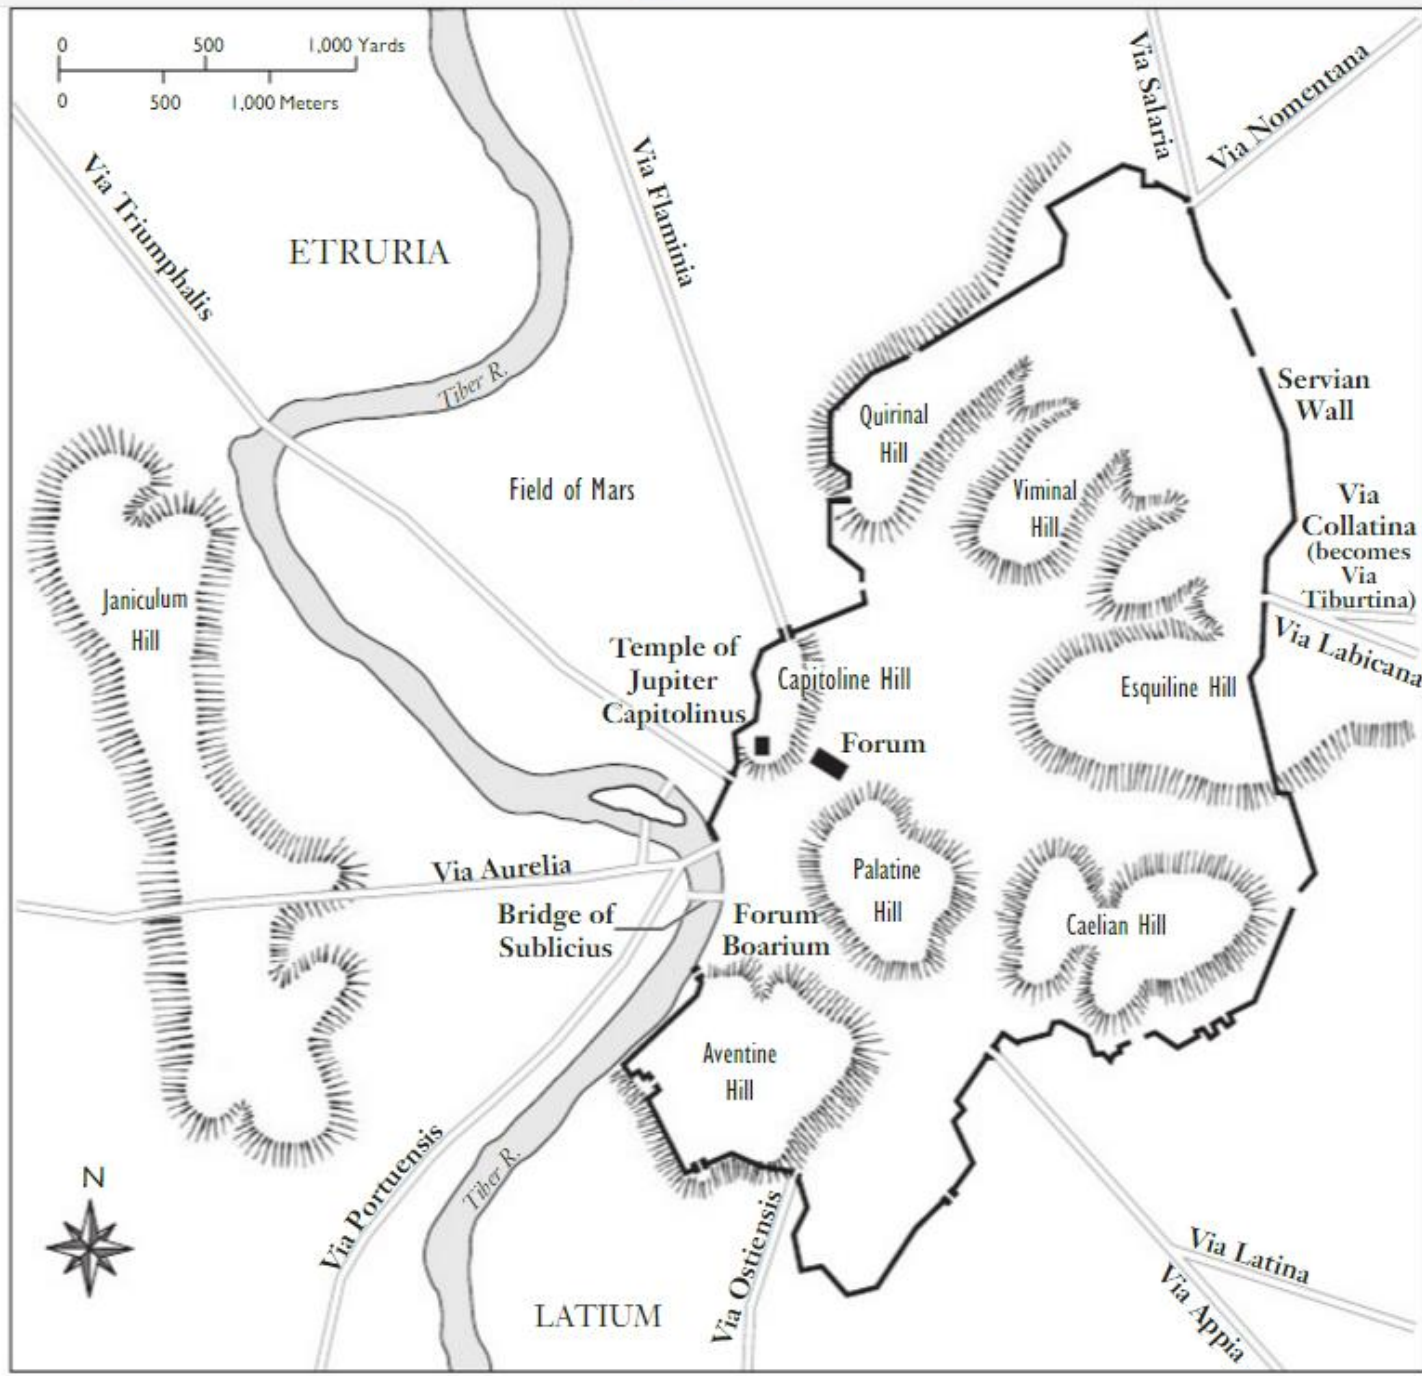 0 500 1,000 Yards
0 500 1,000 Meters
Via Triumphalis
ETRURIA
Via Flaminia
Via Salaria
Via Nomentana
Tiber R.
Servian
Wall
Quirinal
Hill
Field of Mars
Viminal
Hill
Via
Collatina
(becomes
Via
Tiburtina)
Via Labicana
Janiculum
Hill
Temple of
Jupiter
Capitolinus
Capitoline Hill
Esquiline Hill
Forum
Via Aurelia
Palatine
Hill
Bridge of
Sublicius
Forum
Boarium
Caelian Hill
Aventine
Hill
Via Portuensis
Tiber R.
N
Via Ostiensis
LATIUM
Via Latina
Via Appia